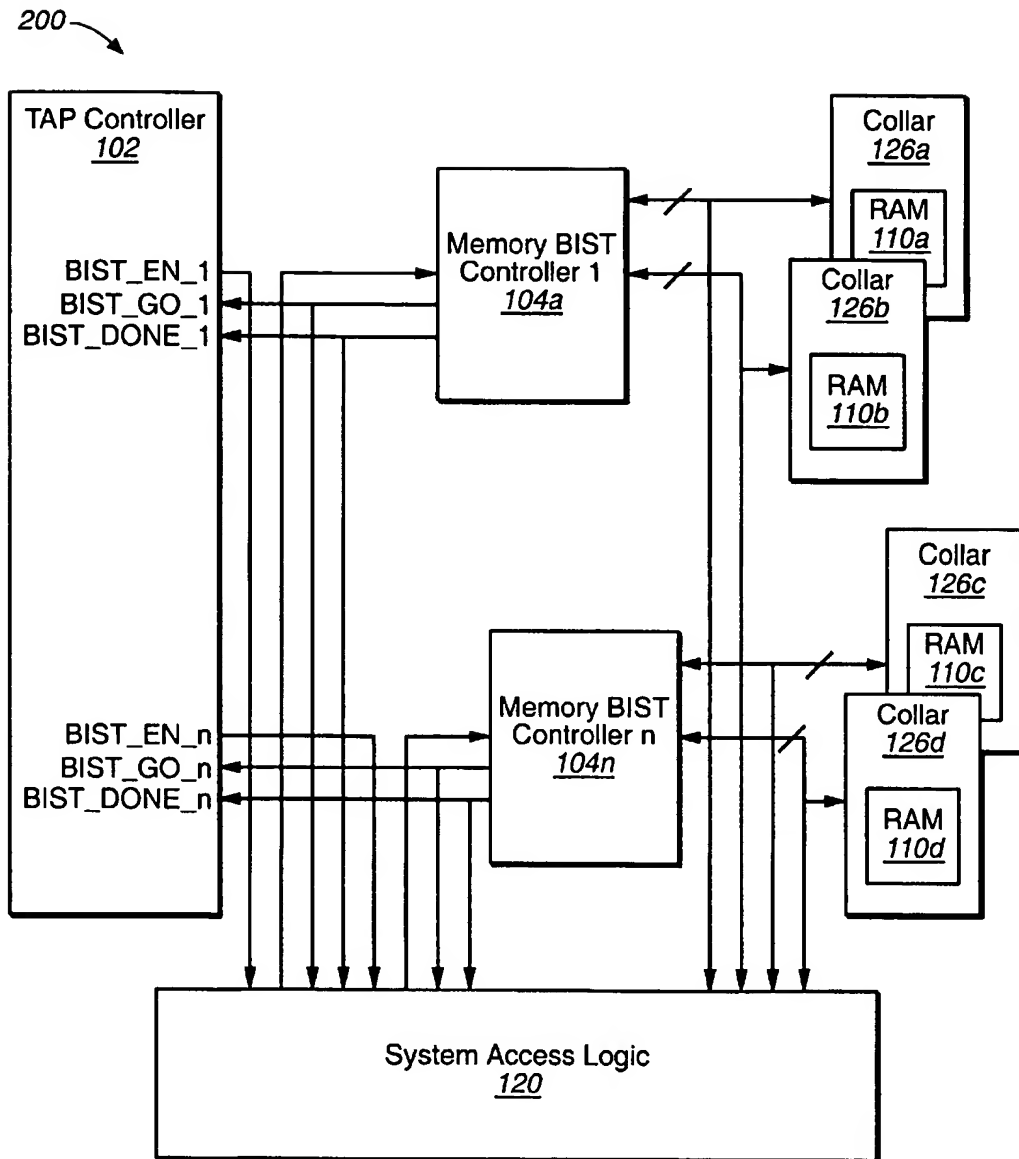 200
TAP Controller
102
BIST_EN_1
BIST_GO_1
BIST_DONE_1
BIST_EN_n
BIST_GO_n
BIST_DONE_n
Memory BIST
Controller 1
104a
Memory BIST
Controller n
104n
Collar
126a
RAM
110a
Collar
126b
RAM
110b
Collar
126c
RAM
110c
Collar
126d
RAM
110d
System Access Logic
120